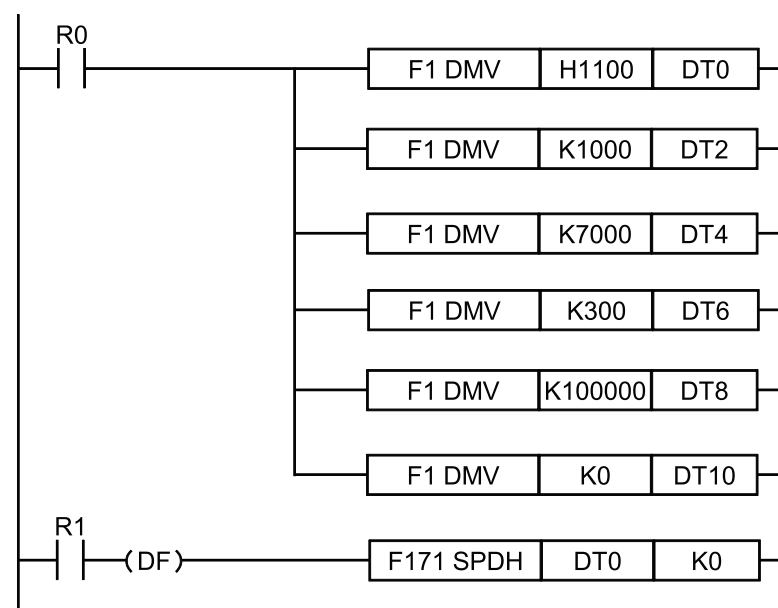 R0
F1 DMV H1100 DT0
F1 DMV K1000 DT2
F1 DMV K7000 DT4
F1 DMV K300 DT6
F1 DMV K100000 DT8
F1 DMV K0 DT10
R1
(DF) F171 SPDH DT0 K0